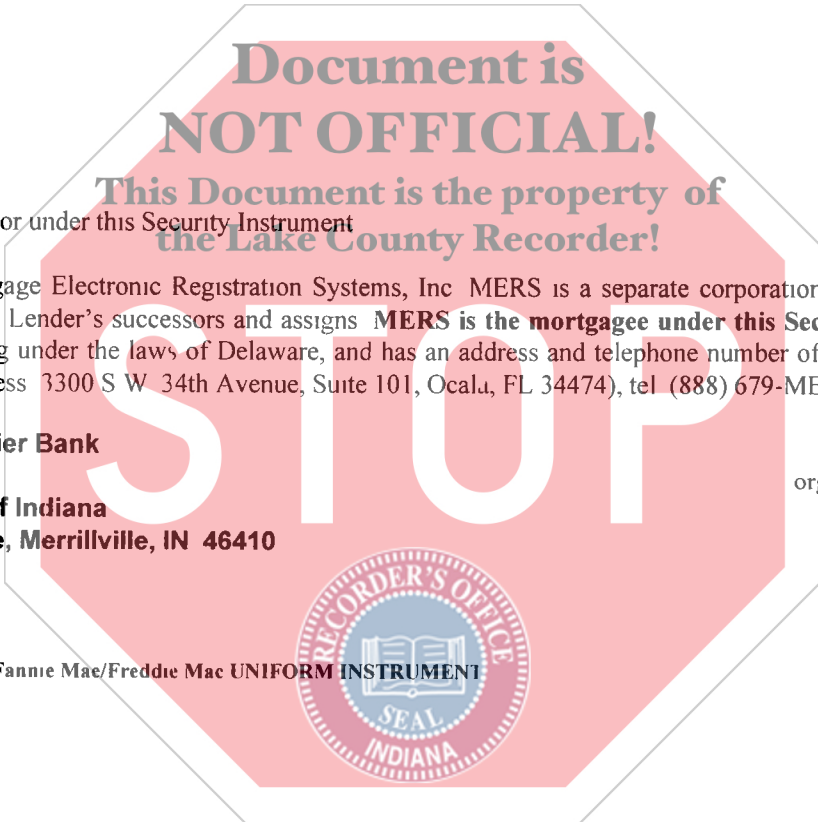 Document is
NOT OFFICIAL!
This Document is the property of
the Lake County Recorder!
or under this Security Instrument
gage Electronic Registration Systems, Inc MERS is a separate corporation
Lender's successors and assigns MERS is the mortgagee under this Sec
g under the laws of Delaware, and has an address and telephone number of
ess 3300 S W 34th Avenue, Suite 101, Ocala, FL 34474), tel (888) 679-ME
STOP
ier Bank
org
f Indiana
e, Merrillville, IN 46410
RECORDER'S OFFICE
SEAL
INDIANA
Fannie Mae/Freddie Mac UNIFORM INSTRUMENT